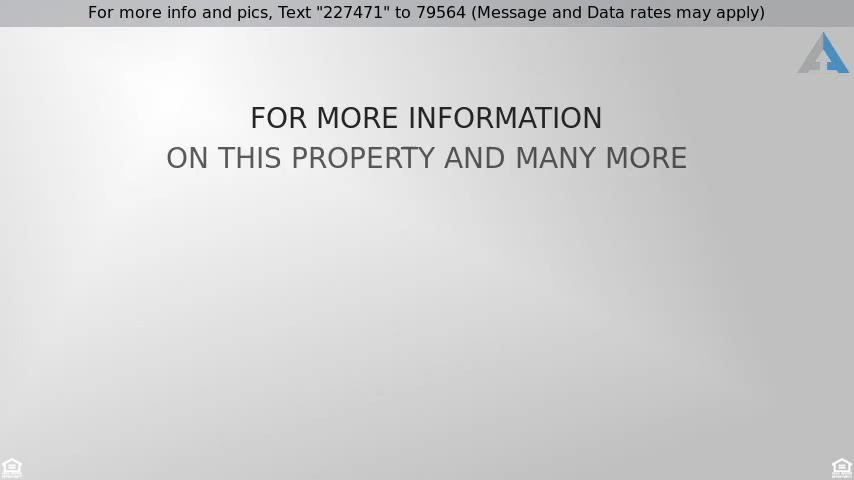 For more info and pics, Text "227471" to 79564 (Message and Data rates may apply)
FOR MORE INFORMATION
ON THIS PROPERTY AND MANY MORE